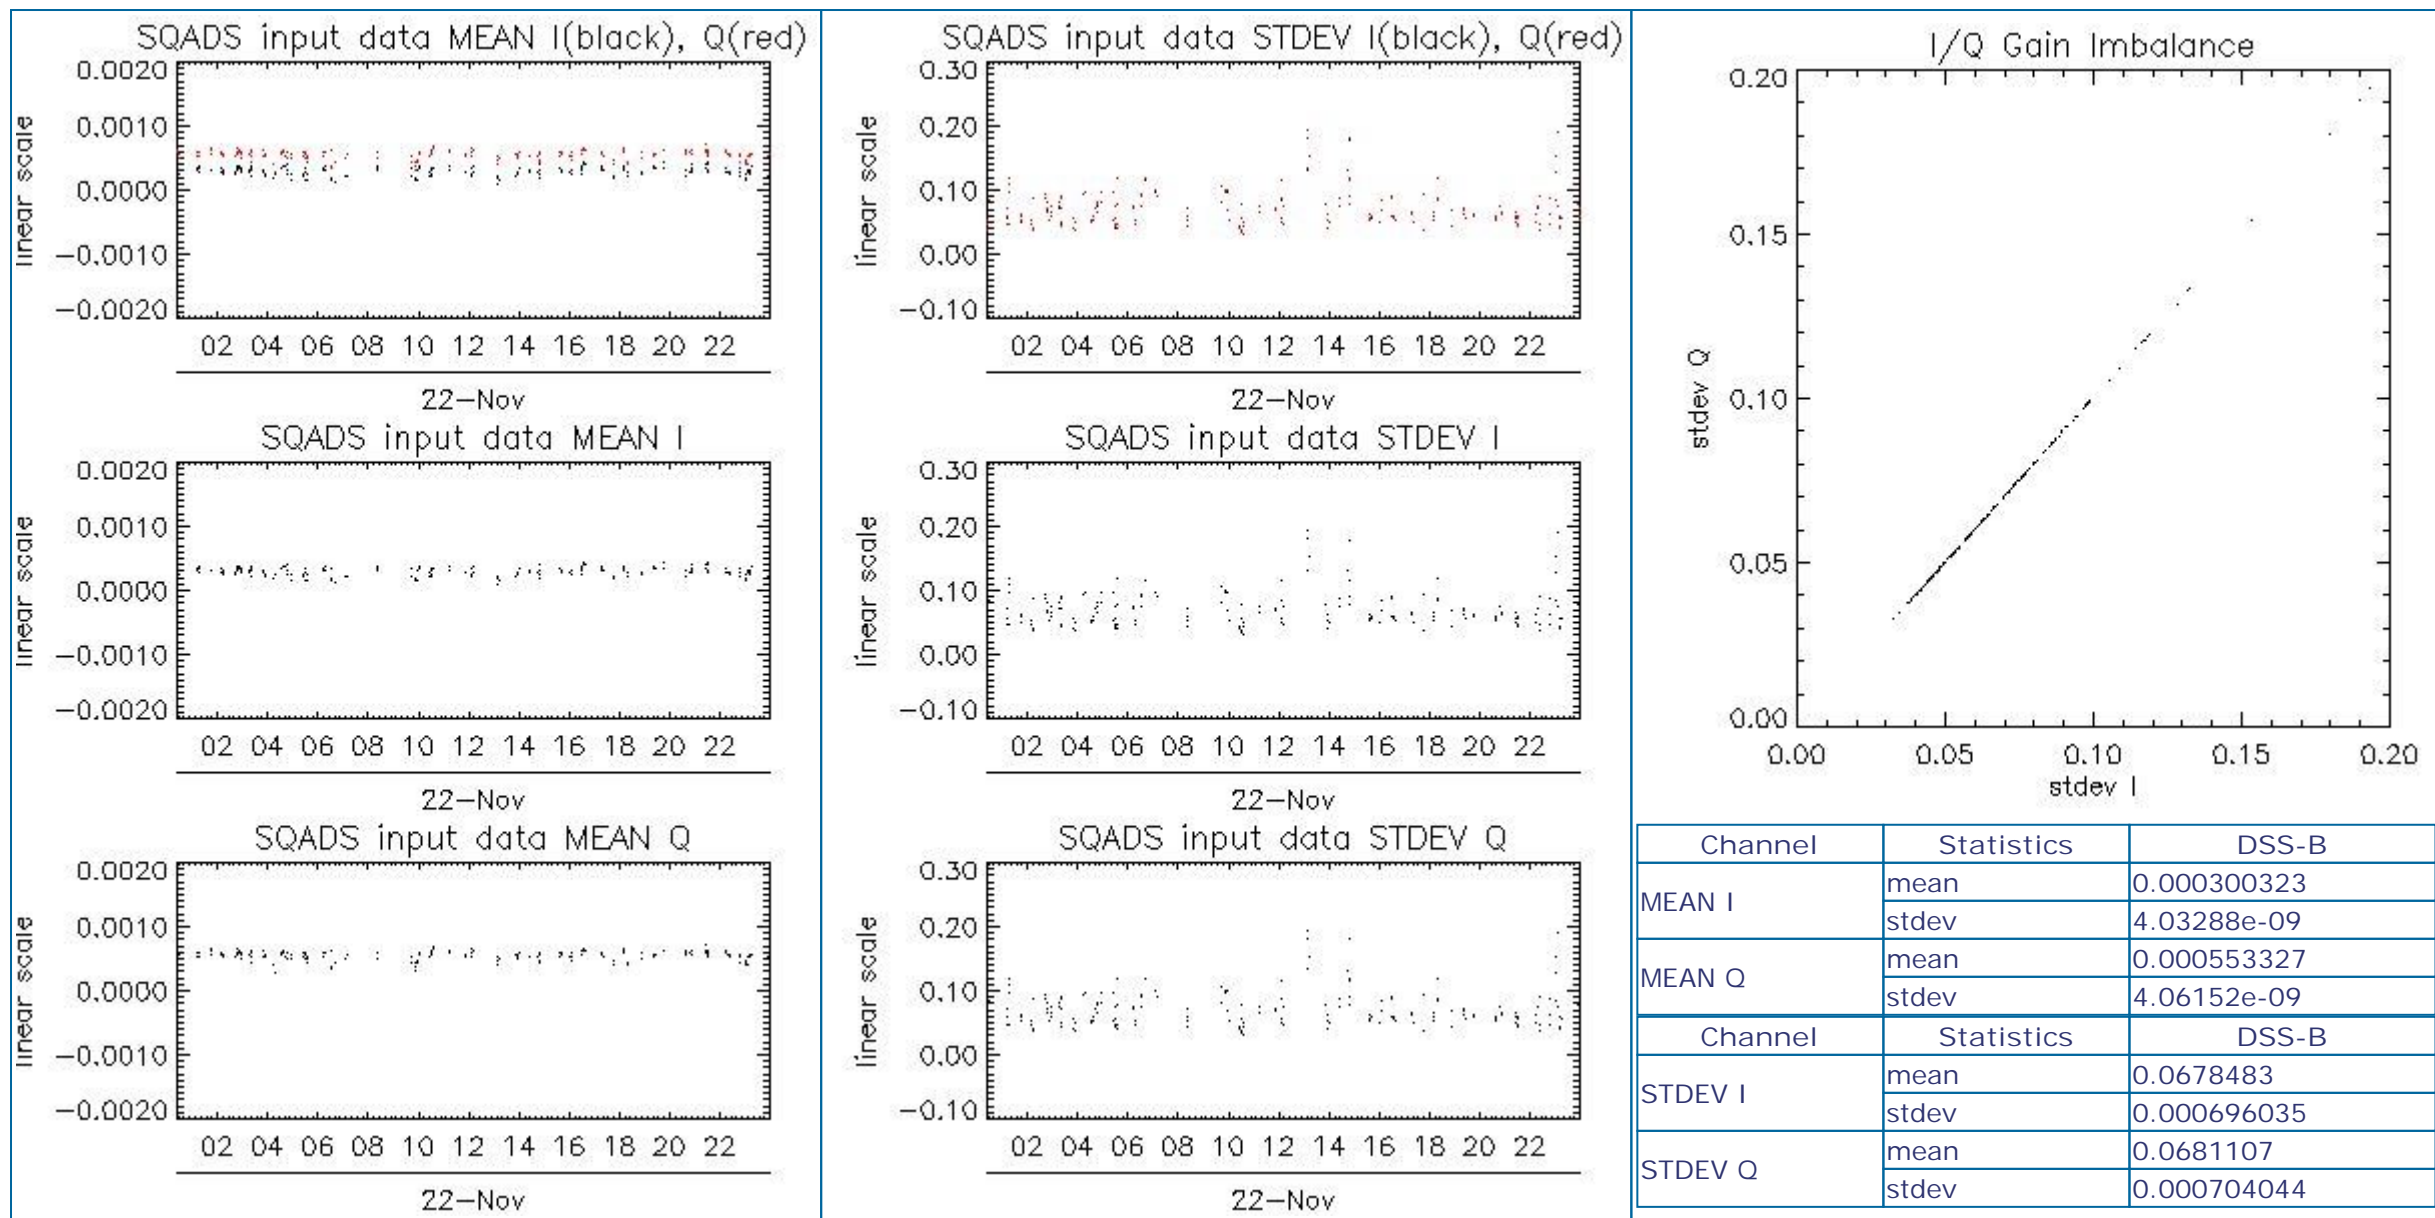 SQADS input data MEAN I(black), Q(red)
0.0020
0.0010
0.0000
−0.0010
−0.0020
linear scale
02 04 06 08 10 12 14 16 18 20 22
22−Nov
SQADS input data MEAN I
0.0020
0.0010
0.0000
−0.0010
−0.0020
linear scale
02 04 06 08 10 12 14 16 18 20 22
22−Nov
SQADS input data MEAN Q
0.0020
0.0010
0.0000
−0.0010
−0.0020
linear scale
02 04 06 08 10 12 14 16 18 20 22
22−Nov
SQADS input data STDEV I(black), Q(red)
0.30
0.20
0.10
0.00
−0.10
linear scale
02 04 06 08 10 12 14 16 18 20 22
22−Nov
SQADS input data STDEV I
0.30
0.20
0.10
0.00
−0.10
linear scale
02 04 06 08 10 12 14 16 18 20 22
22−Nov
SQADS input data STDEV Q
0.30
0.20
0.10
0.00
−0.10
linear scale
02 04 06 08 10 12 14 16 18 20 22
22−Nov
I/Q Gain Imbalance
0.20
0.15
0.10
0.05
0.00
stdev Q
0.00 0.05 0.10 0.15 0.20
stdev I
Channel Statistics DSS-B
MEAN I mean 0.000300323
stdev 4.03288e-09
MEAN Q mean 0.000553327
stdev 4.06152e-09
Channel Statistics DSS-B
STDEV I mean 0.0678483
stdev 0.000696035
STDEV Q mean 0.0681107
stdev 0.000704044